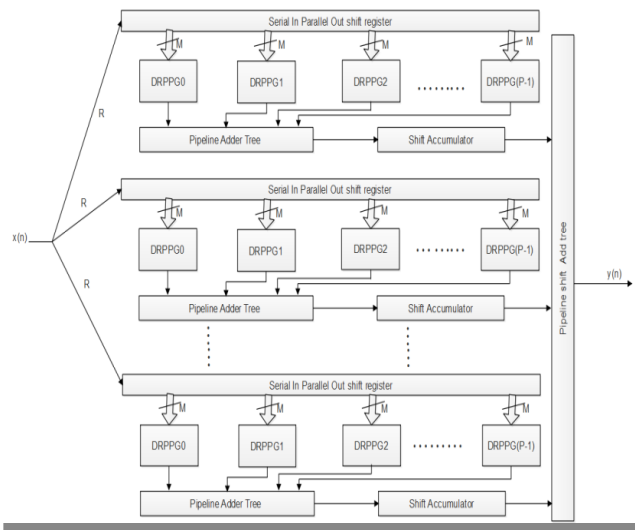 Serial In Parallel Out shift register
M M M M
DRPPG0 DRPPG1 DRPPG2 ......... DRPPG(P-1)
R
Pipeline Adder Tree Shift Accumulator
Serial In Parallel Out shift register
R
M M M M
x(n)
DRPPG0 DRPPG1 DRPPG2 ......... DRPPG(P-1)
Pipeline shift Add tree
y(n)
R
Pipeline Adder Tree Shift Accumulator
Serial In Parallel Out shift register
M M M M
DRPPG0 DRPPG1 DRPPG2 ......... DRPPG(P-1)
Pipeline Adder Tree Shift Accumulator